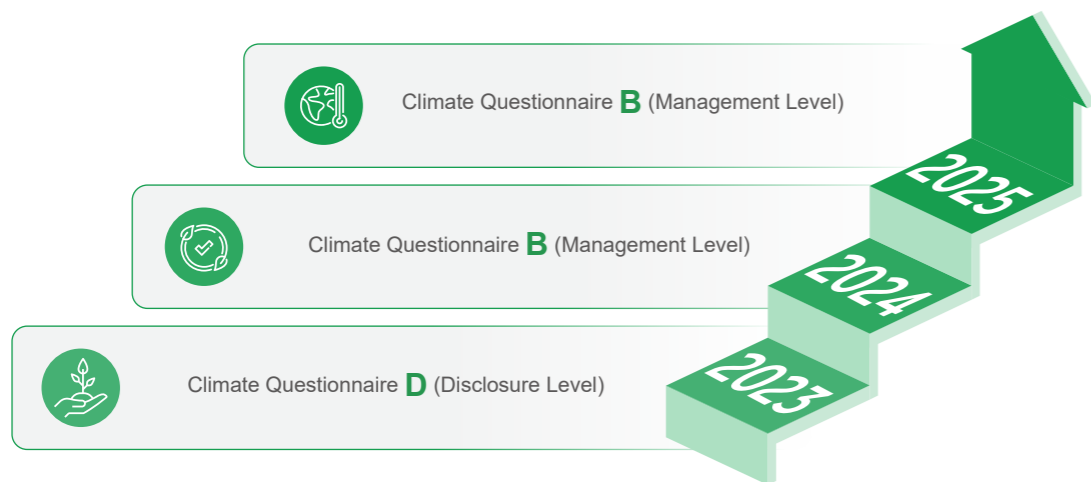 Climate Questionnaire B (Management Level)
2025
Climate Questionnaire B (Management Level)
2024
Climate Questionnaire D (Disclosure Level)
2023